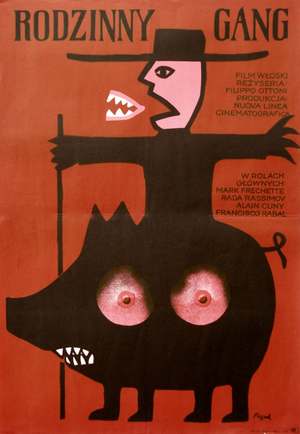 RODZINNY GANG
FILM WŁOSKI
REŻYSERIA:
FILIPPO OTTONI
PRODUKCJA:
NUOVA LINEA
CINEMATOGRAFICA
W ROLACH
GŁÓWNYCH:
MARK FRECHETTE
RADA RASSIMOV
ALAIN CUNY
FRANCISCO RABAL